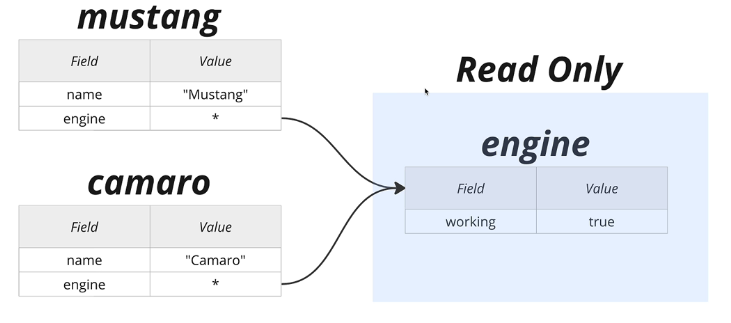 mustang
Field Value
name "Mustang"
engine *
camaro
Field Value
name "Camaro"
engine *
Read Only
engine
Field Value
working true